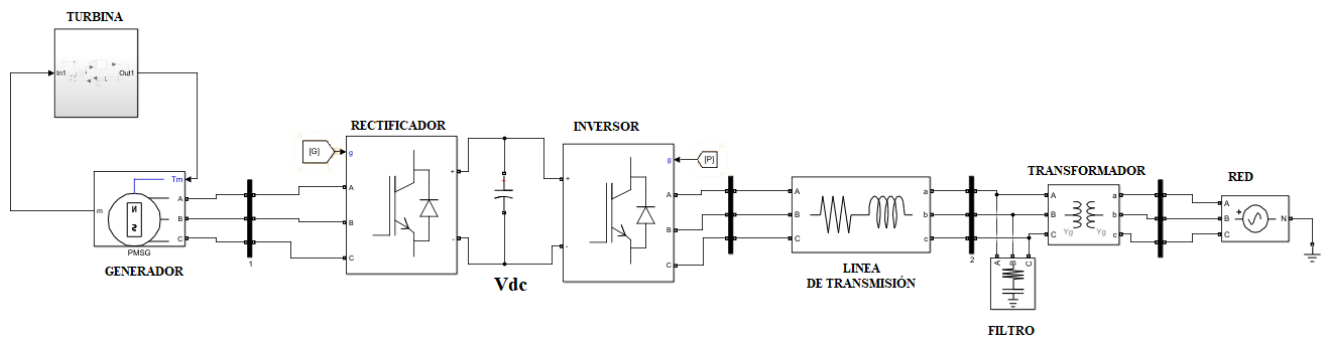 TURBINA
In1
Out1
Tm
m
A
B
C
N
S
PMSG
GENERADOR
1
RECTIFICADOR
[G]
g
A
B
C
+
-
+
Vdc
INVERSOR
+
-
g
[P]
A
B
C
A
B
C
a
b
c
LINEA
DE TRANSMISIÓN
2
A
B
C
FILTRO
TRANSFORMADOR
A
B
C
Yg
Yg
a
b
c
RED
A
B
C
+
N